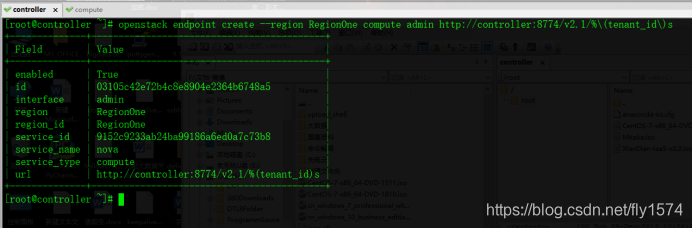 controller compute
[root@controller ~]# openstack endpoint create --region RegionOne compute admin http://controller:8774/v2.1/%\(tenant_id\)s
Field Value
enabled True
id 03105c42e72b4c8e8904e2364b6748a5
interface admin
region RegionOne
region_id RegionOne
service_id 9152c9233ab24ba99186a6ed0a7c73b8
service_name nova
service_type compute
url http://controller:8774/v2.1/%(tenant_id)s
[root@controller ~]#
controller
https://blog.csdn.net/fly1574